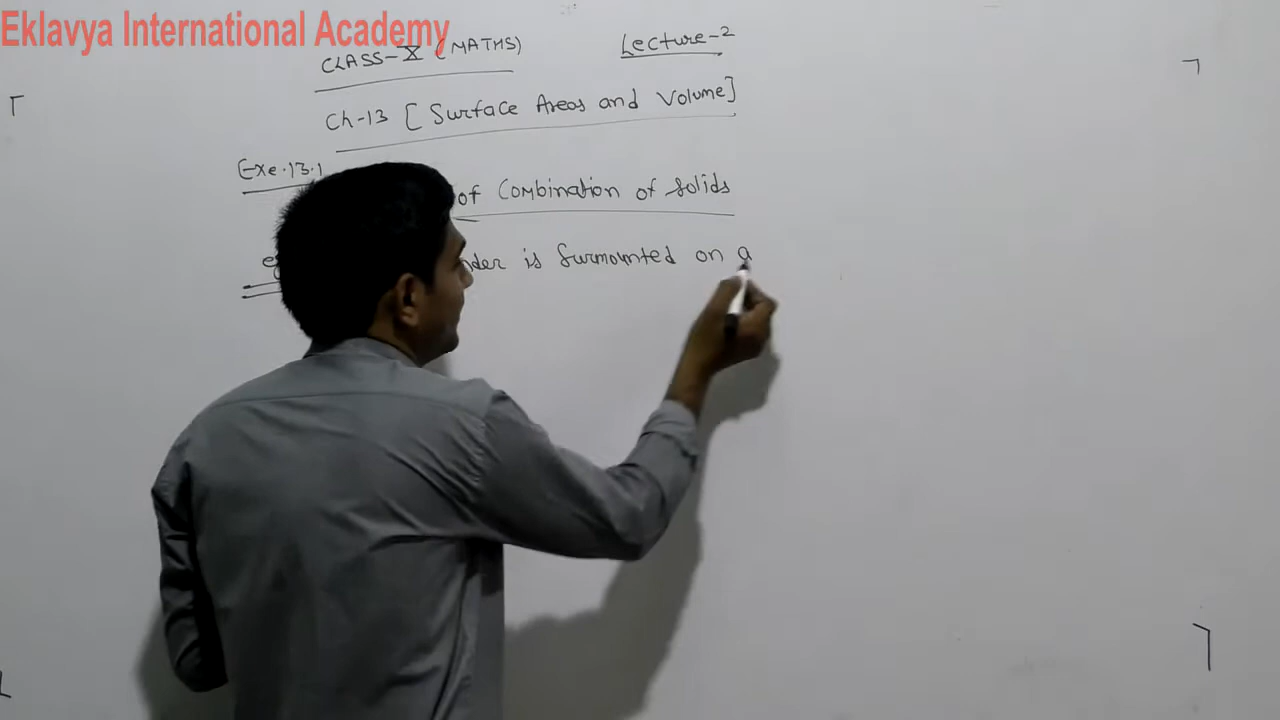 Eklavya International Academy
CLASS-X (MATHS) Lecture-2
Ch-13 [Surface Areas and Volume]
Exe.13.1
of Combination of Solids
nder is Surmounted on a